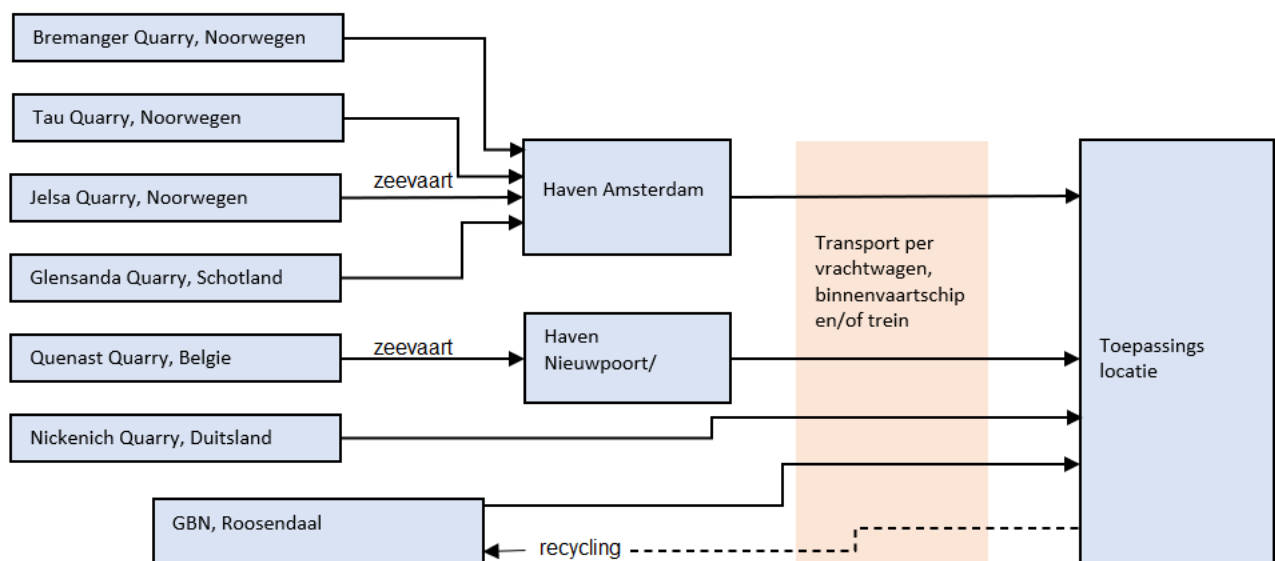 Bremanger Quarry, Noorwegen
Tau Quarry, Noorwegen
Jelsa Quarry, Noorwegen
zeevaart
Haven Amsterdam
Glensanda Quarry, Schotland
Transport per
vrachtwagen,
binnenvaartschip
en/of trein
Quenast Quarry, Belgie
zeevaart
Haven
Nieuwpoort/
Toepassings
locatie
Nickenich Quarry, Duitsland
GBN, Roosendaal
recycling